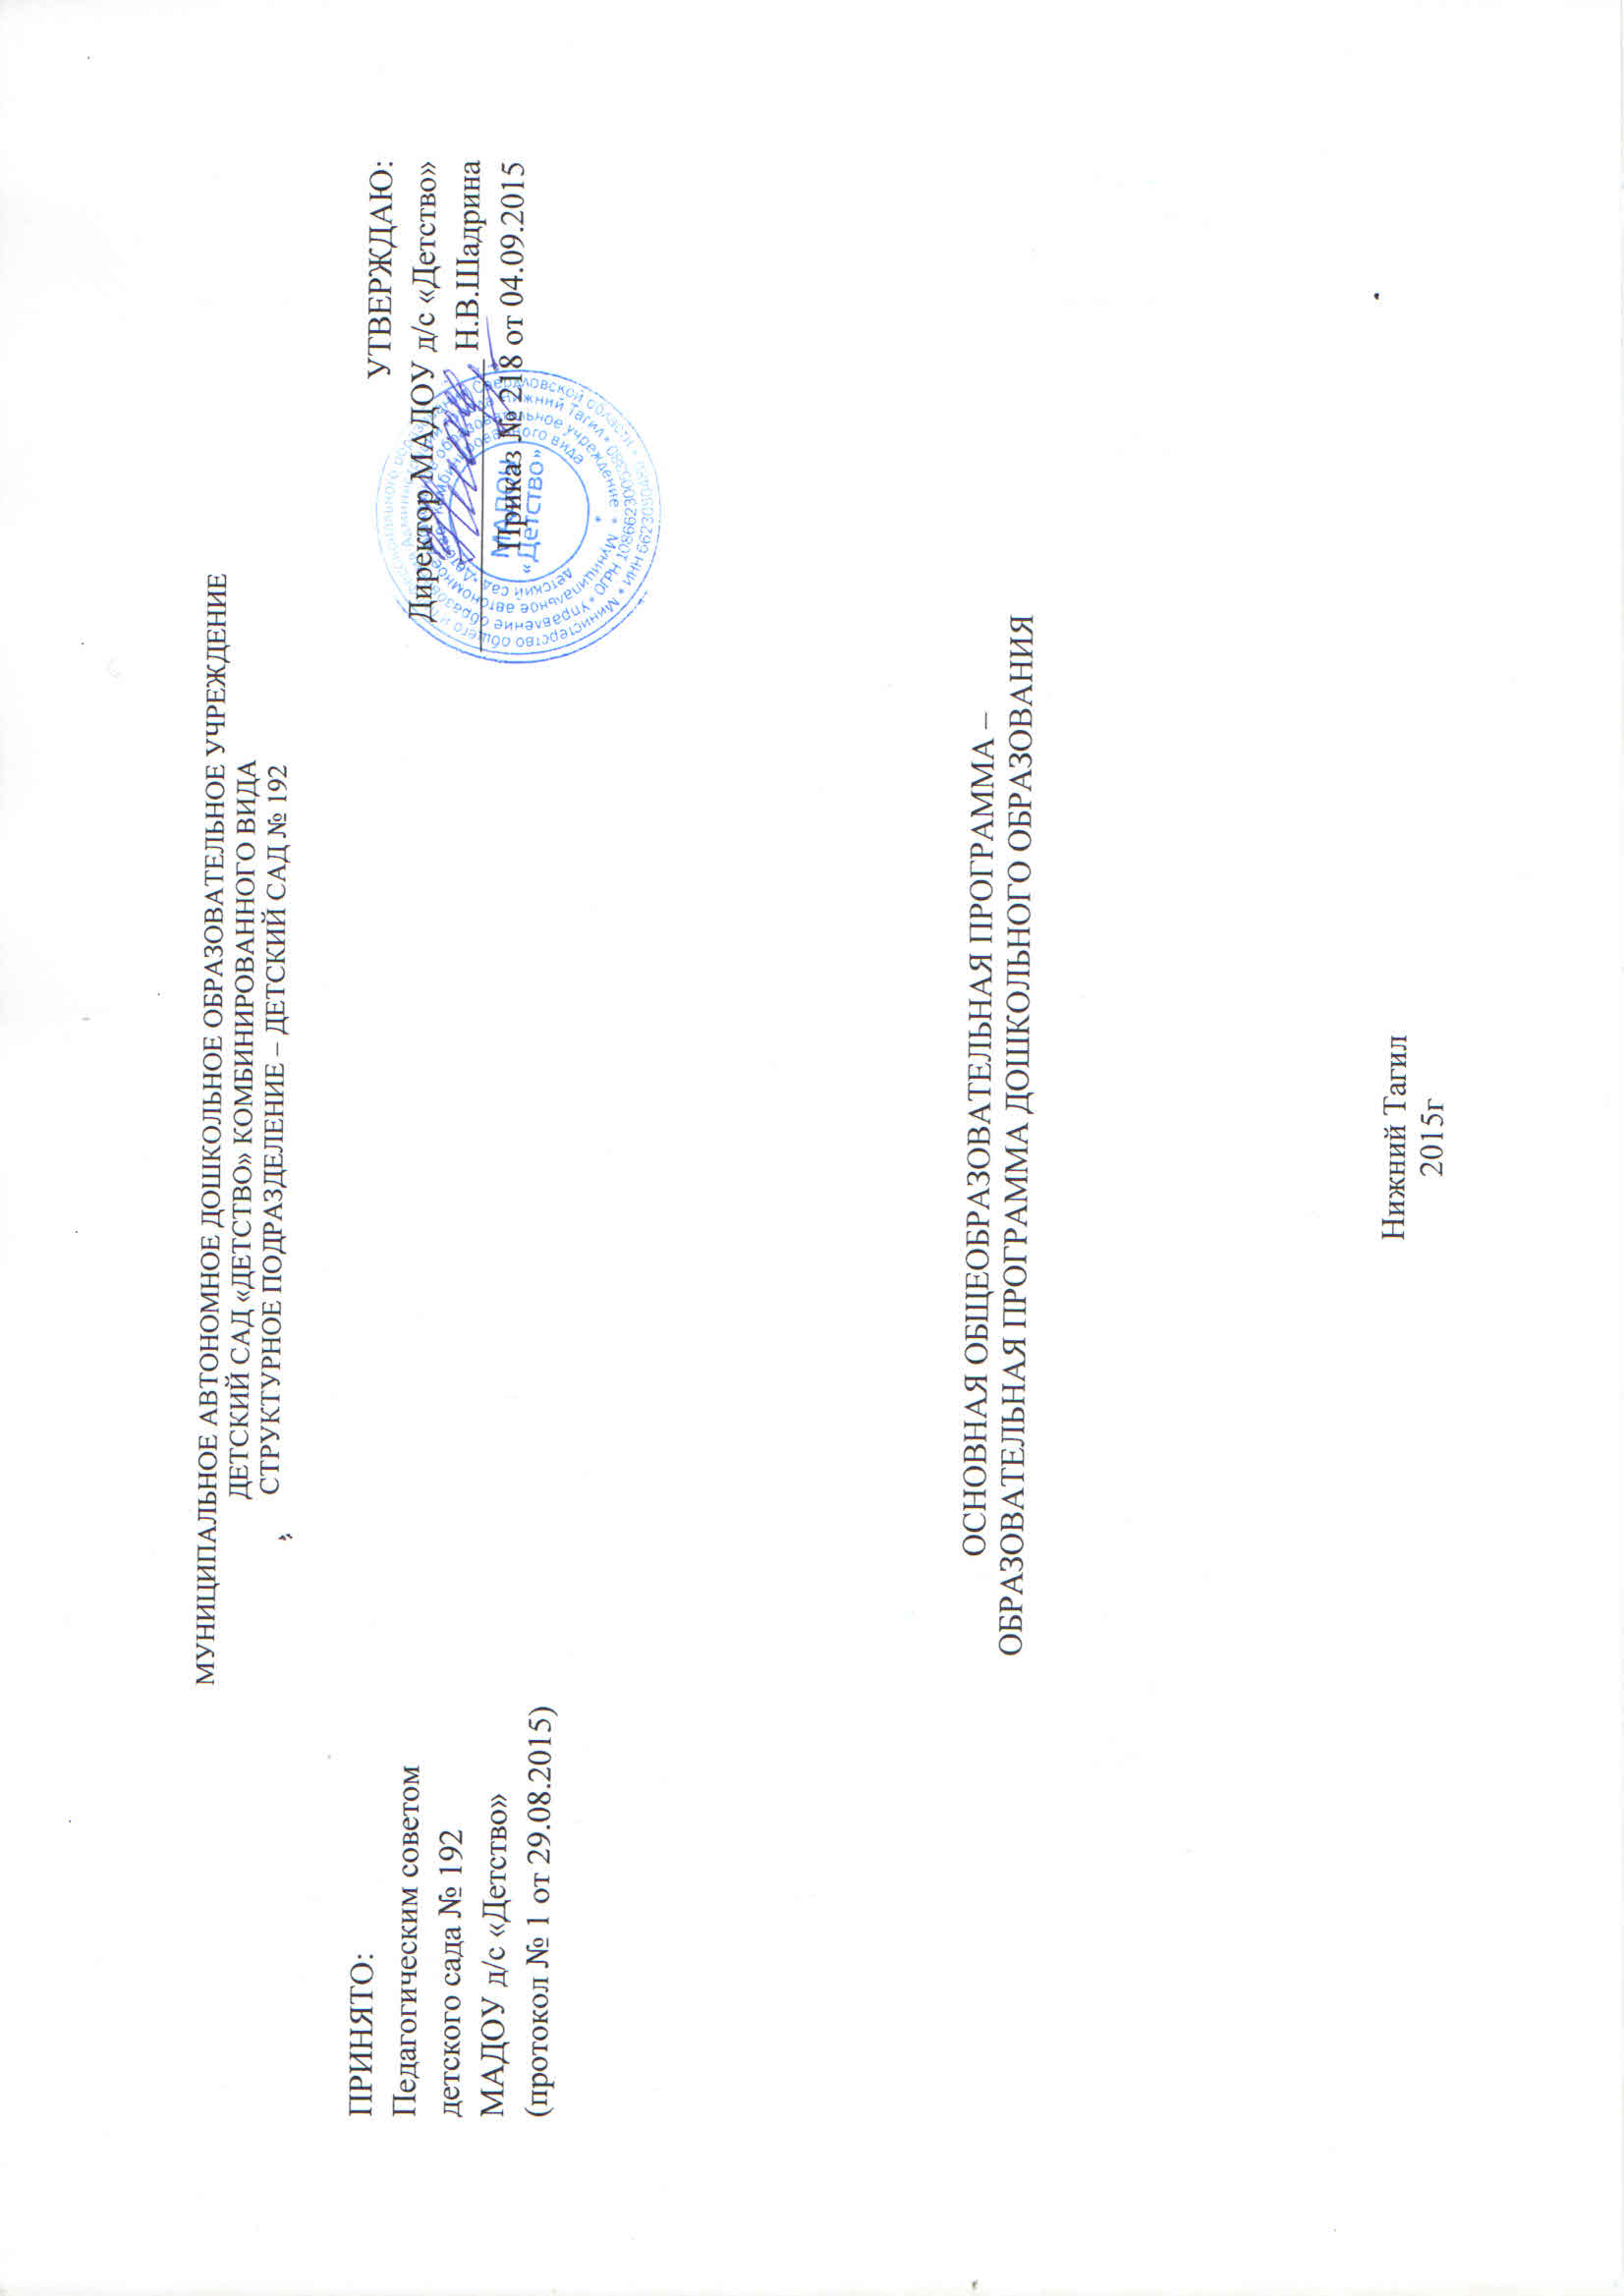 МУНИЦИПАЛЬНОЕ АВТОНОМНОЕ ДОШКОЛЬНОЕ ОБРАЗОВАТЕЛЬНОЕ УЧРЕЖДЕНИЕ
ДЕТСКИЙ САД «ДЕТСТВО» КОМБИНИРОВАННОГО ВИДА
СТРУКТУРНОЕ ПОДРАЗДЕЛЕНИЕ – ДЕТСКИЙ САД № 192
ПРИНЯТО:
Педагогическим советом
детского сада № 192
МАДОУ д/с «Детство»
(протокол № 1 от 29.08.2015)
УТВЕРЖДАЮ:
Директор МАДОУ д/с «Детство»
Н.В.Шадрина
Приказ № 218 от 04.09.2015
«Детство»
ОСНОВНАЯ ОБЩЕОБРАЗОВАТЕЛЬНАЯ ПРОГРАММА –
ОБРАЗОВАТЕЛЬНАЯ ПРОГРАММА ДОШКОЛЬНОГО ОБРАЗОВАНИЯ
Нижний Тагил
2015г